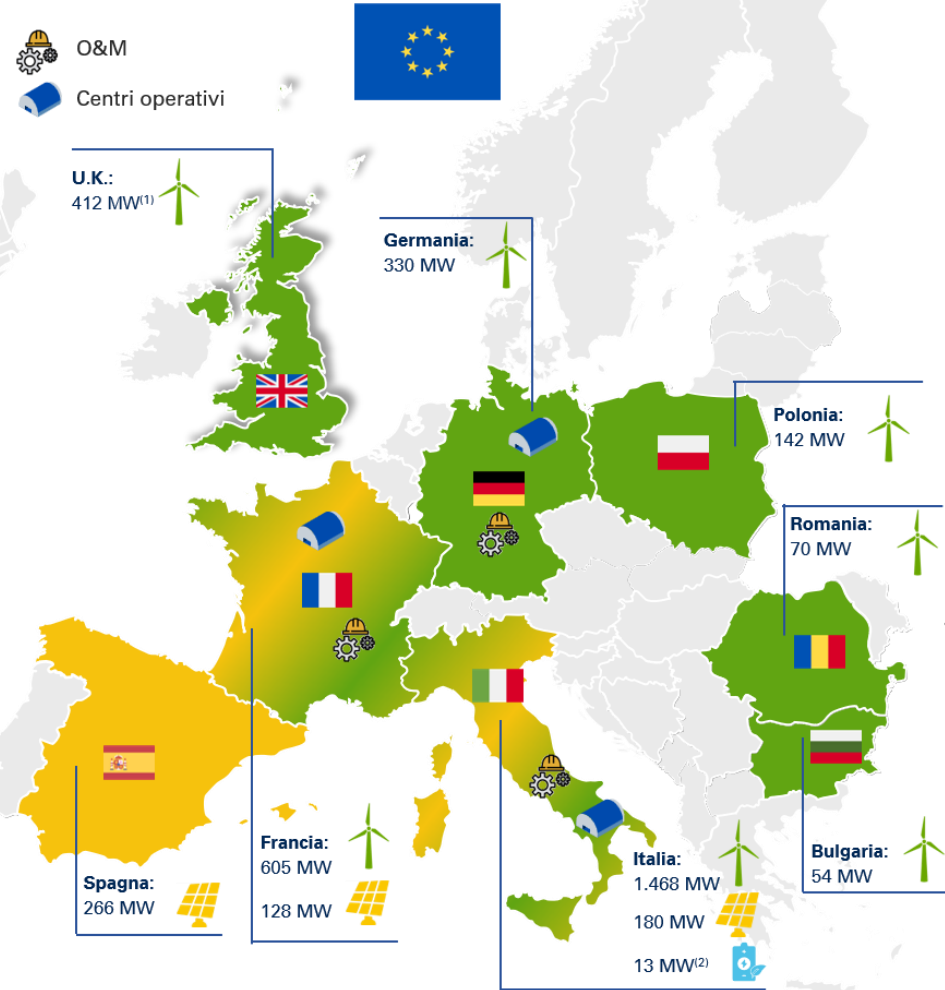 O&M
Centri operativi
U.K.:
412 MW(1)
Germania:
330 MW
Polonia:
142 MW
Romania:
70 MW
Francia:
605 MW
128 MW
Spagna:
266 MW
Italia:
1.468 MW
180 MW
13 MW(2)
Bulgaria:
54 MW